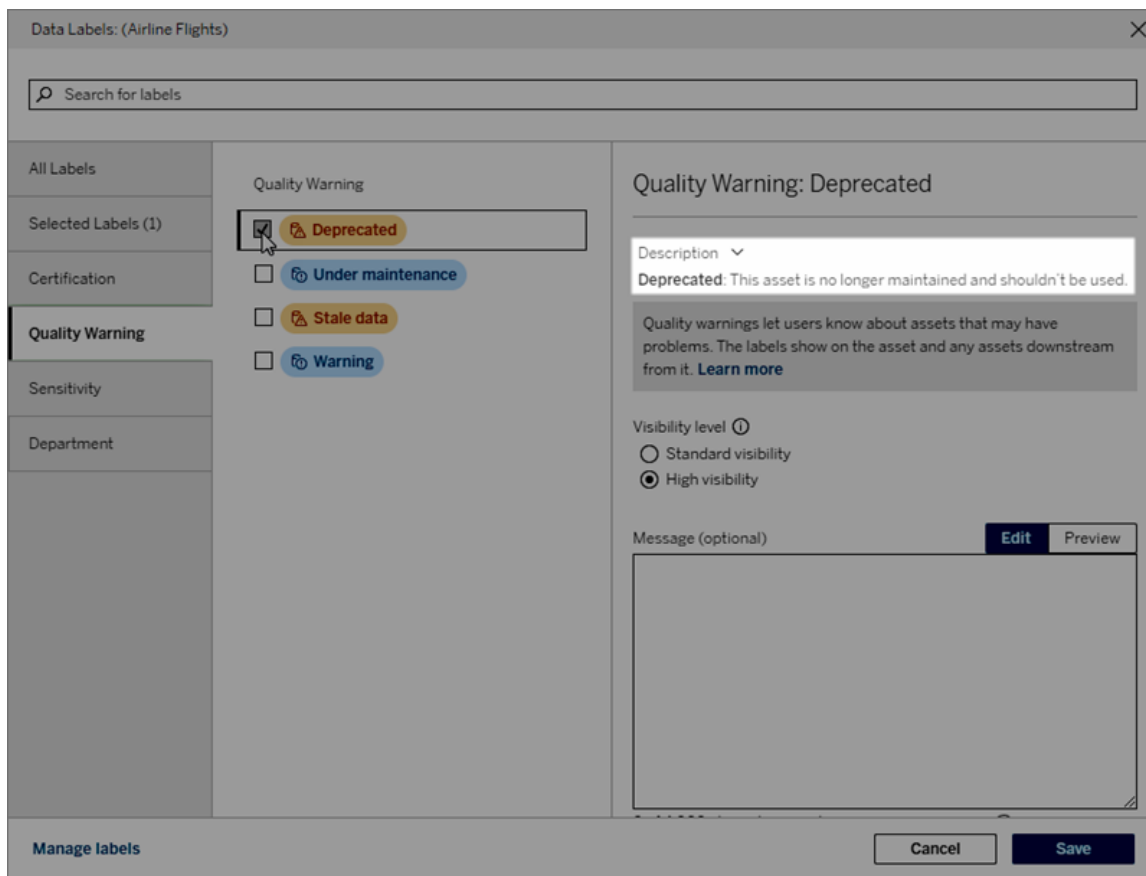 Data Labels: (Airline Flights)
Search for labels
All Labels
Selected Labels (1)
Certification
Quality Warning
Sensitivity
Department
Quality Warning
Deprecated
Under maintenance
Stale data
Warning
Quality Warning: Deprecated
Description
Deprecated: This asset is no longer maintained and shouldn't be used.
Quality warnings let users know about assets that may have
problems. The labels show on the asset and any assets downstream
from it. Learn more
Visibility level
Standard visibility
High visibility
Message (optional)
Edit
Preview
Manage labels
Cancel
Save